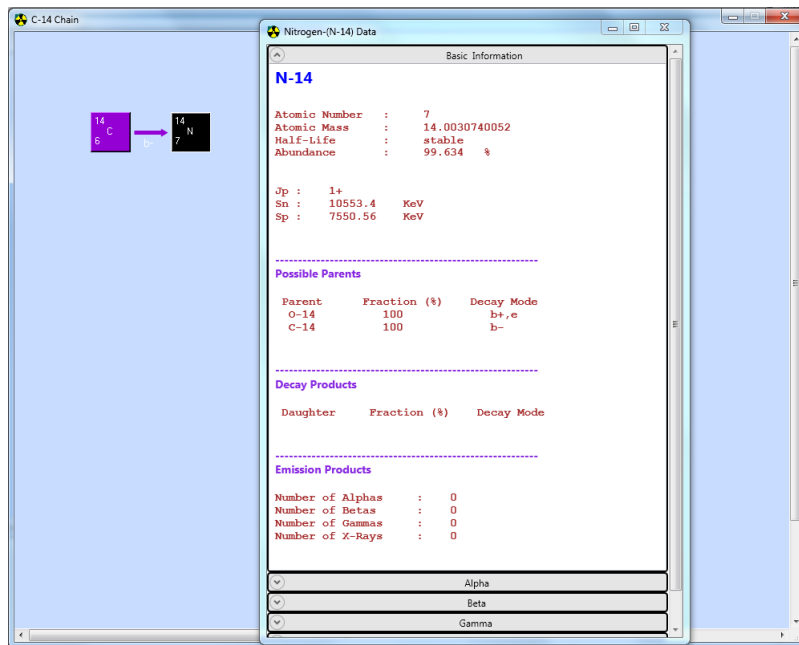 C-14 Chain
14
C
6
b-
14
N
7
Nitrogen-(N-14) Data
Basic Information
N-14
Atomic Number : 7
Atomic Mass : 14.0030740052
Half-Life : stable
Abundance : 99.634 %
Jp : 1+
Sn : 10553.4 KeV
Sp : 7550.56 KeV
------------------------------------------------------
Possible Parents
Parent Fraction (%) Decay Mode
O-14 100 b+,e
C-14 100 b-
------------------------------------------------------
Decay Products
Daughter Fraction (%) Decay Mode
------------------------------------------------------
Emission Products
Number of Alphas : 0
Number of Betas : 0
Number of Gammas : 0
Number of X-Rays : 0
Alpha
Beta
Gamma